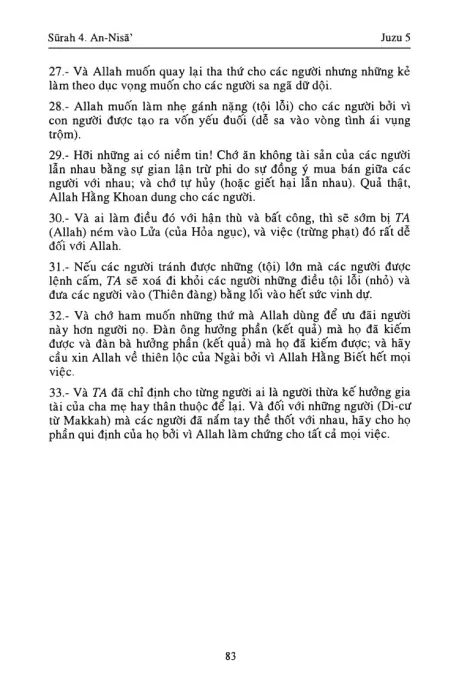 Sūrah 4. An-Nisā’ Juzu 5
27.- Và Allah muốn quay lại tha thứ cho các người nhưng những kẻ
làm theo dục vọng muốn cho các người sa ngã dữ dội.
28.- Allah muốn làm nhẹ gánh nặng (tội lỗi) cho các người bởi vì
con người được tạo ra vốn yếu đuối (dễ sa vào vòng tình ái vụng
trộm).
29.- Hỡi những ai có niềm tin! Chớ ăn không tài sản của các người
lẫn nhau bằng sự gian lận trừ phi do sự đồng ý mua bán giữa các
người với nhau; và chớ tự hủy (hoặc giết hại lẫn nhau). Quả thật,
Allah Hằng Khoan dung cho các người.
30.- Và ai làm điều đó với hận thù và bất công, thì sẽ sớm bị TA
(Allah) ném vào Lửa (của Hỏa ngục), và việc (trừng phạt) đó rất dễ
đối với Allah.
31.- Nếu các người tránh được những (tội) lớn mà các người được
lệnh cấm, TA sẽ xoá đi khỏi các người những điều tội lỗi (nhỏ) và
đưa các người vào (Thiên đàng) bằng lối vào hết sức vinh dự.
32.- Và chớ ham muốn những thứ mà Allah dùng để ưu đãi người
này hơn người nọ. Đàn ông hưởng phần (kết quả) mà họ đã kiếm
được và đàn bà hưởng phần (kết quả) mà họ đã kiếm được; và hãy
cầu xin Allah về thiên lộc của Ngài bởi vì Allah Hằng Biết hết mọi
việc.
33.- Và TA đã chỉ định cho từng người ai là người thừa kế hưởng gia
tài của cha mẹ hay thân thuộc để lại. Và đối với những người (Di-cư
từ Makkah) mà các người đã nắm tay thề thốt với nhau, hãy cho họ
phần qui định của họ bởi vì Allah làm chứng cho tất cả mọi việc.
83